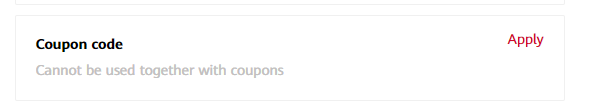 Coupon code
Apply
Cannot be used together with coupons